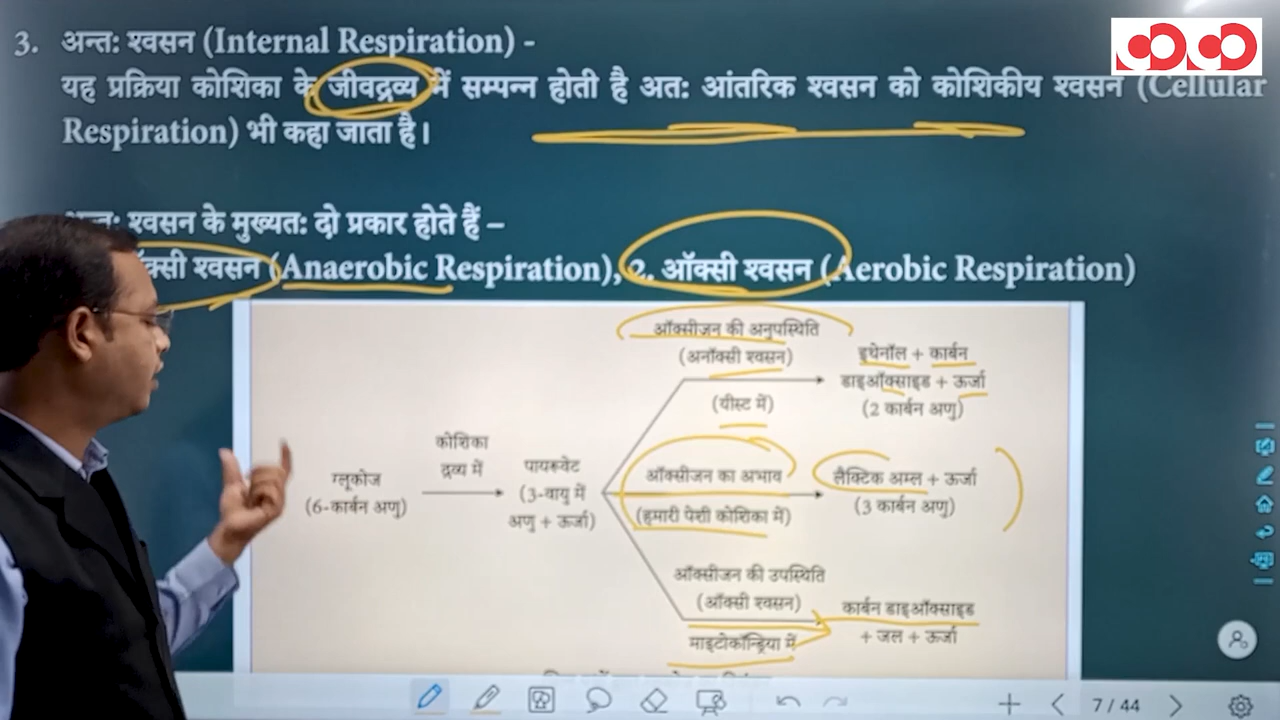 3. अन्त: श्वसन (Internal Respiration) -
यह प्रक्रिया कोशिका के जीवद्रव्य में सम्पन्न होती है अत: आंतरिक श्वसन को कोशिकीय श्वसन (Cellular
Respiration) भी कहा जाता है।
अन्त: श्वसन के मुख्यत: दो प्रकार होते हैं –
श्वसन (Anaerobic Respiration), 2. ऑक्सी श्वसन (Aerobic Respiration)
ऑक्सीजन की अनुपस्थिति
(अनॉक्सी श्वसन)
(यीस्ट में)
इथेनॉल + कार्बन
डाइऑक्साइड + ऊर्जा
(2 कार्बन अणु)
ग्लूकोज
(6-कार्बन अणु)
कोशिका
द्रव्य में
पायरूवेट
(3-वायु में
अणु + ऊर्जा)
ऑक्सीजन का अभाव
(हमारी पेशी कोशिका में)
लैक्टिक अम्ल + ऊर्जा
(3 कार्बन अणु)
ऑक्सीजन की उपस्थिति
(ऑक्सी श्वसन)
माइटोकॉन्ड्रिया में
कार्बन डाइऑक्साइड
+ जल + ऊर्जा
7 / 44